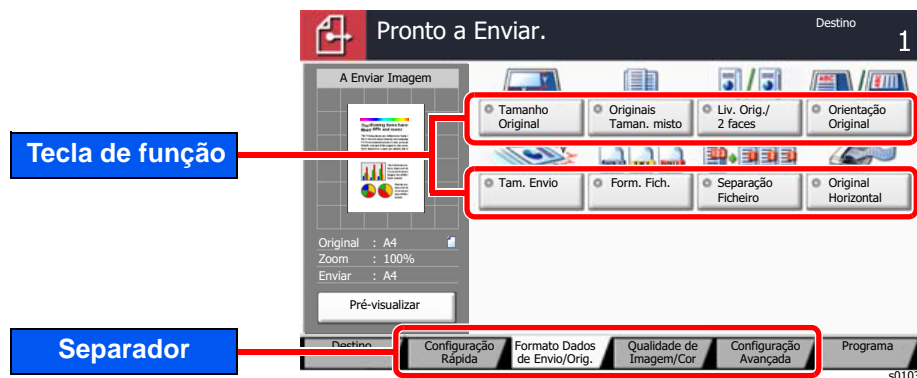 Pronto a Enviar.
Destino
1
A Enviar Imagem
Tamanho
Original
Originais
Taman. misto
Liv. Orig./
2 faces
Orientação
Original
Tecla de função
Tam. Envio
Form. Fich.
Separação
Ficheiro
Original
Horizontal
Original : A4
Zoom : 100%
Enviar : A4
Pré-visualizar
Separador
Destino
Configuração
Rápida
Formato Dados
de Envio/Orig.
Qualidade de
Imagem/Cor
Configuração
Avançada
Programa